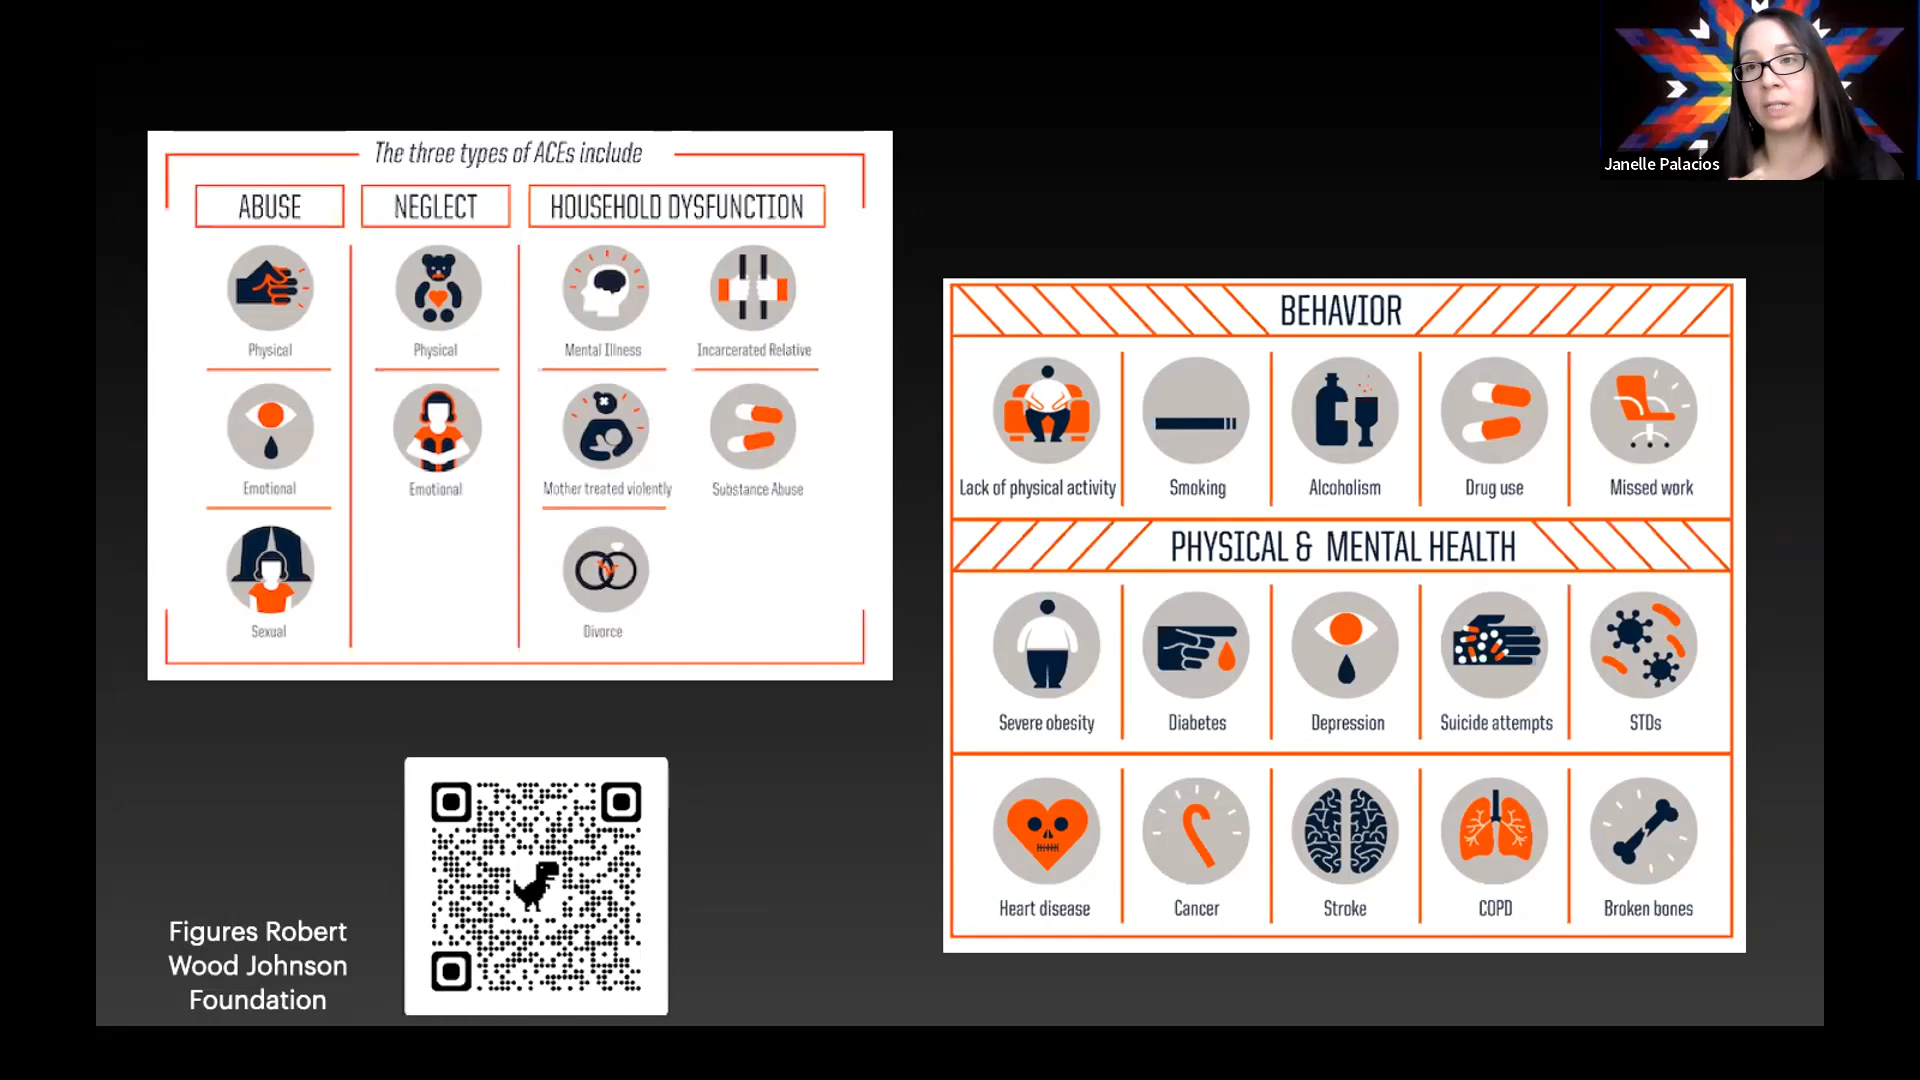 The three types of ACEs include
ABUSE
NEGLECT
HOUSEHOLD DYSFUNCTION
Physical
Physical
Mental Illness
Incarcerated Relative
Emotional
Emotional
Mother treated violently
Substance Abuse
Sexual
Divorce
Figures Robert
Wood Johnson
Foundation
Janelle Palacios
BEHAVIOR
Lack of physical activity
Smoking
Alcoholism
Drug use
Missed work
PHYSICAL & MENTAL HEALTH
Severe obesity
Diabetes
Depression
Suicide attempts
STDs
Heart disease
Cancer
Stroke
COPD
Broken bones